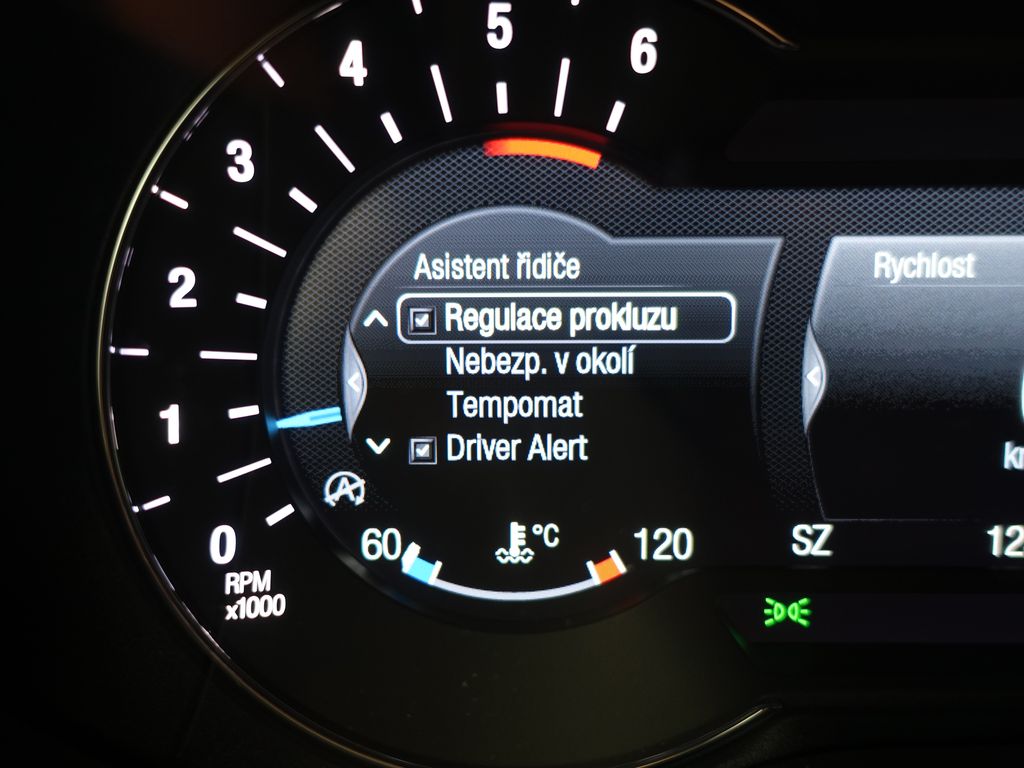 5
4
6
3
2
1
0
RPM
x1000
Asistent řidiče
Regulace prokluzu
Nebezp. v okolí
Tempomat
Driver Alert
60
°C
120
Rychlost
SZ